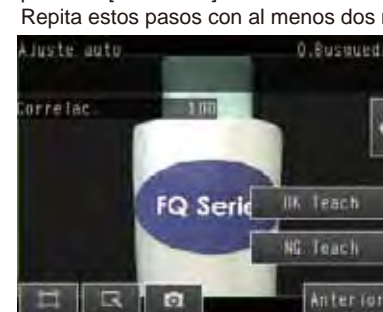 Repita estos pasos con al menos dos
Ajuste auto
0.Busqued
Correlac.
100
FQ Serie
OK Teach
NG Teach
Anterior